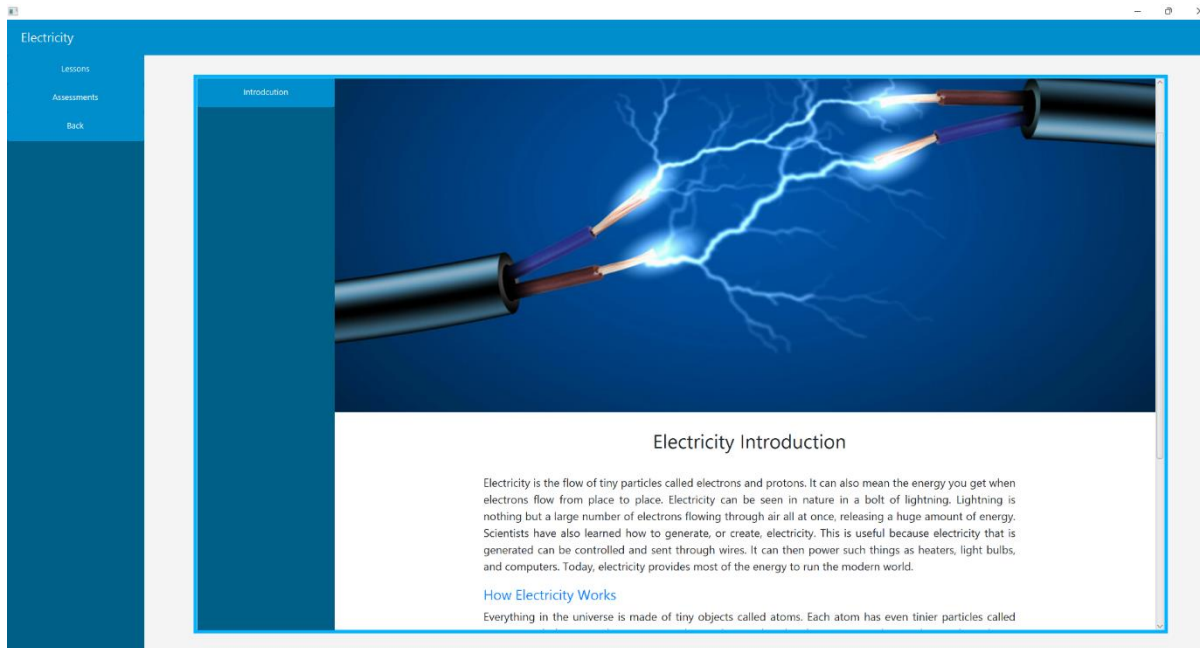 Electricity
Lessons
Assessments
Back
Introdcution
Electricity Introduction
Electricity is the flow of tiny particles called electrons and protons. It can also mean the energy you get when
electrons flow from place to place. Electricity can be seen in nature in a bolt of lightning. Lightning is
nothing but a large number of electrons flowing through air all at once, releasing a huge amount of energy.
Scientists have also learned how to generate, or create, electricity. This is useful because electricity that is
generated can be controlled and sent through wires. It can then power such things as heaters, light bulbs,
and computers. Today, electricity provides most of the energy to run the modern world.
How Electricity Works
Everything in the universe is made of tiny objects called atoms. Each atom has even tinier particles called